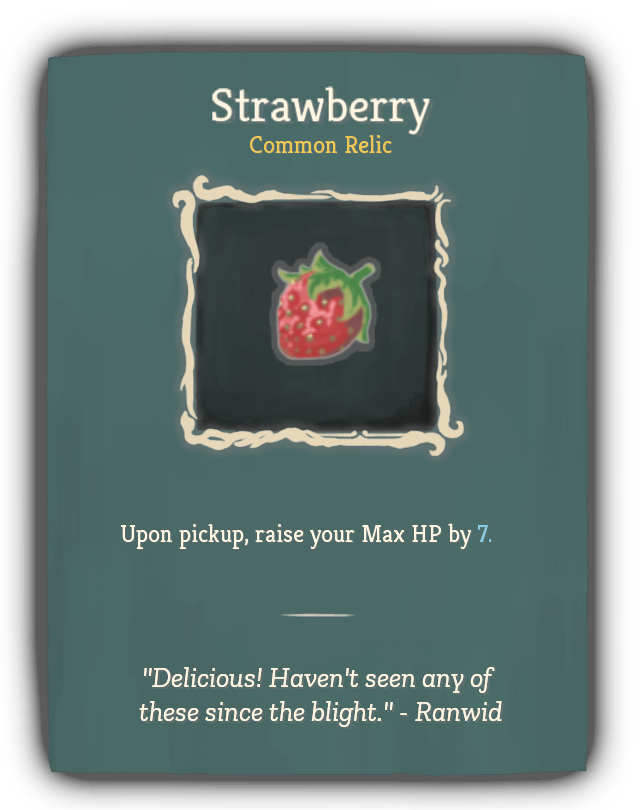 Strawberry
Common Relic
Upon pickup, raise your Max HP by 7.
"Delicious! Haven't seen any of
these since the blight." - Ranwid